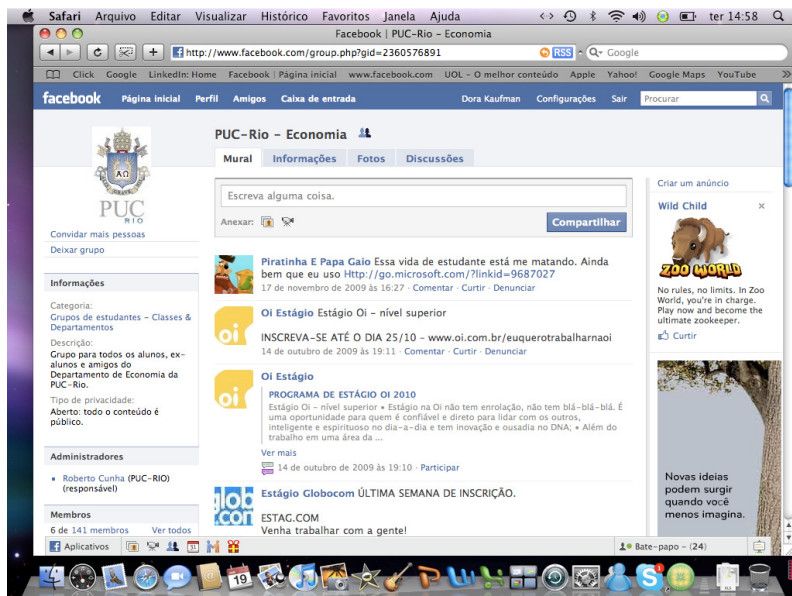 Safari Arquivo Editar Visualizar Histórico Favoritos Janela Ajuda ter 14:58
Facebook | PUC-Rio – Economia
http://www.facebook.com/group.php?gid=2360576891 RSS Google
Click Google LinkedIn: Home Facebook | Página inicial www.facebook.com UOL – O melhor conteúdo Apple Yahoo! Google Maps YouTube
facebook Página inicial Perfil Amigos Caixa de entrada Dora Kaufman Configurações Sair Procurar
PUC
RIO
Convidar mais pessoas
Deixar grupo
Informações
Categoria:
Grupos de estudantes – Classes &
Departamentos
Descrição:
Grupo para todos os alunos, ex-
alunos e amigos do
Departamento de Economia da
PUC-Rio.
Tipo de privacidade:
Aberto: todo o conteúdo é
público.
Administradores
Roberto Cunha (PUC-RIO)
(responsável)
Membros
6 de 141 membros Ver todos
PUC-Rio – Economia
Mural Informações Fotos Discussões
Escreva alguma coisa.
Anexar: Compartilhar
Piratinha E Papa Gaio Essa vida de estudante está me matando. Ainda
bem que eu uso Http://go.microsoft.com/?linkid=9687027
17 de novembro de 2009 às 16:27 · Comentar · Curtir · Denunciar
oi
Oi Estágio Estágio Oi – nível superior
INSCREVA-SE ATÉ O DIA 25/10 – www.oi.com.br/euquerotrabalharnaoi
14 de outubro de 2009 às 19:11 · Comentar · Curtir · Denunciar
oi
Oi Estágio
PROGRAMA DE ESTÁGIO OI 2010
Estágio Oi – nível superior • Estágio na Oi não tem enrolação, não tem blá-blá-blá. É
uma oportunidade para quem é confiável e direto para lidar com os outros,
inteligente e espirituoso no dia-a-dia e tem inovação e ousadia no DNA; • Além do
trabalho em uma área da ...
Ver mais
14 de outubro de 2009 às 19:10 · Participar
glob
.con
Estágio Globocom ÚLTIMA SEMANA DE INSCRIÇÃO.
ESTAG.COM
Venha trabalhar com a gente!
Criar um anúncio
Wild Child
ZOO WORLD
No rules, no limits. In Zoo
World, you're in charge.
Play now and become the
ultimate zookeeper.
Curtir
Novas ideias
podem surgir
quando você
menos imagina.
Aplicativos 31 Bate-papo – (24)
19